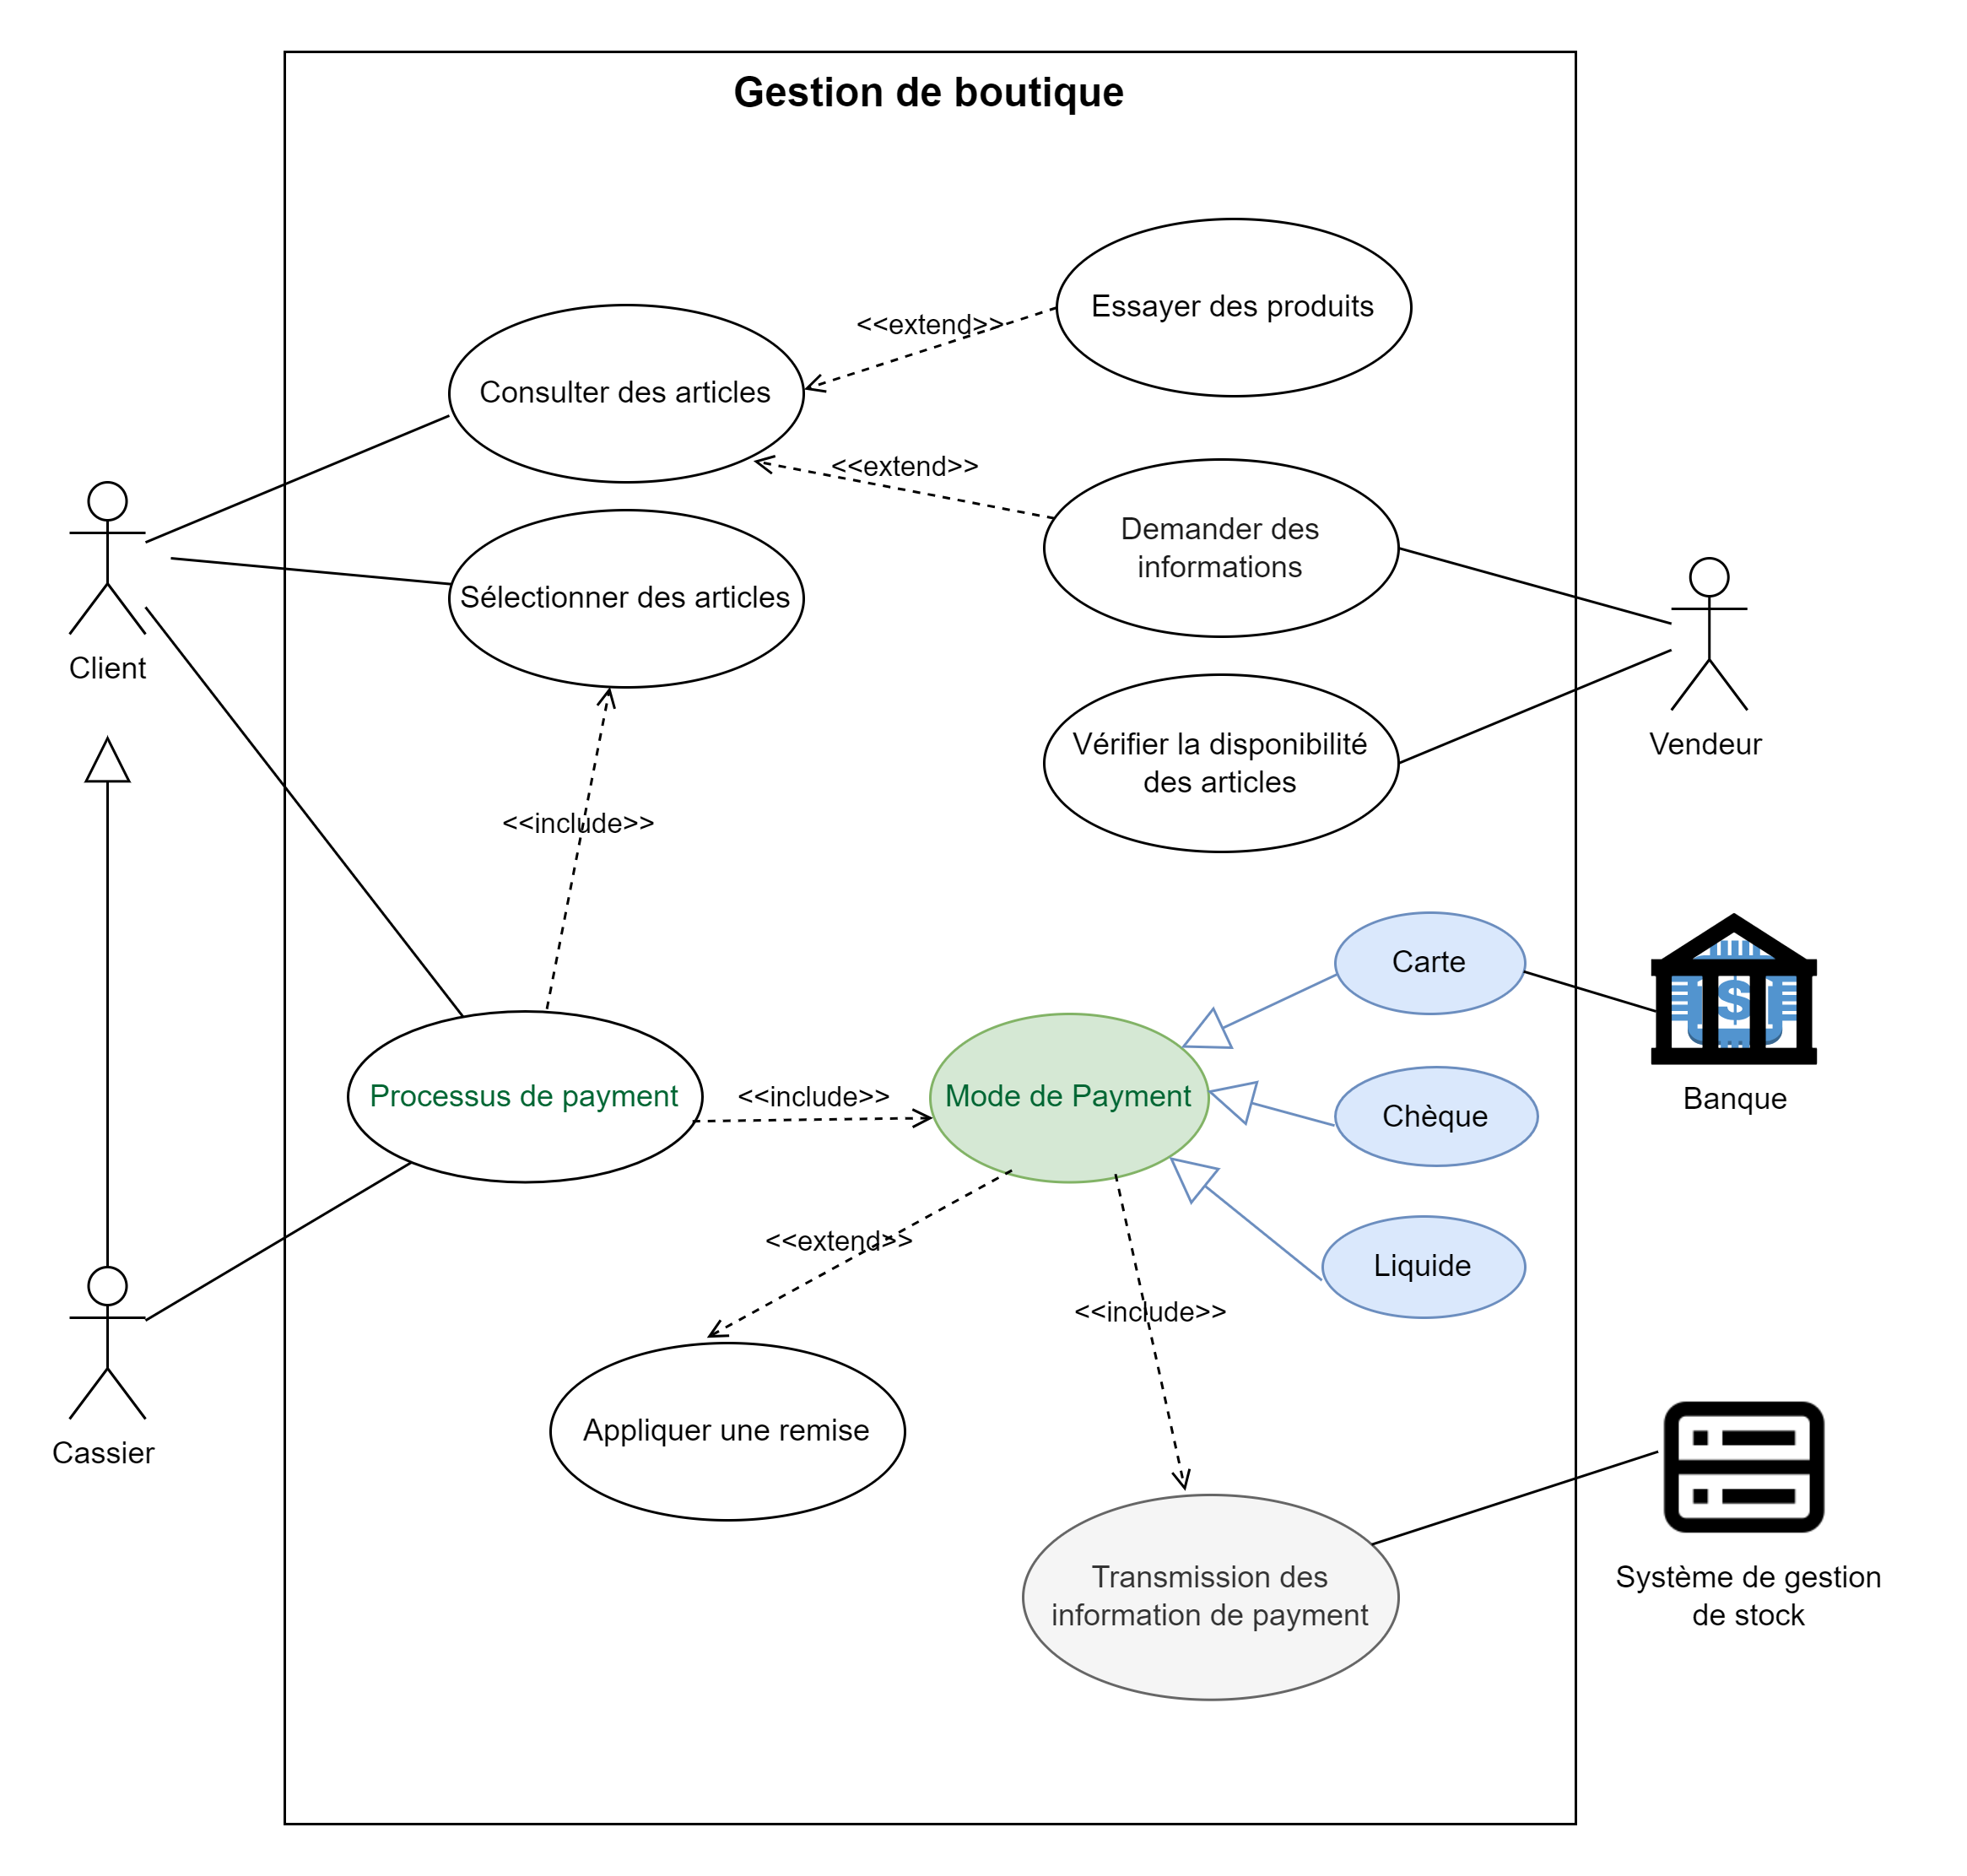 Gestion de boutique
Essayer des produits
<<extend>>
Consulter des articles
<<extend>>
Demander des
informations
Sélectionner des articles
Client
Vendeur
Vérifier la disponibilité
des articles
<<include>>
Carte
Processus de payment
<<include>>
Mode de Payment
Chèque
Banque
<<extend>>
Liquide
<<include>>
Appliquer une remise
Cassier
Transmission des
information de payment
Système de gestion
de stock
$